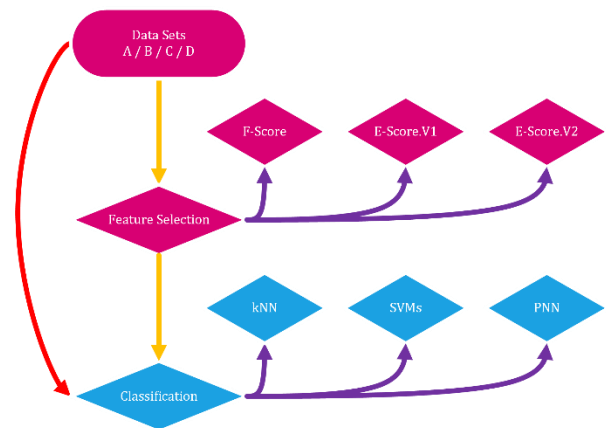 Data Sets
A / B / C / D
F-Score
E-Score.V1
E-Score.V2
Feature Selection
kNN
SVMs
PNN
Classification